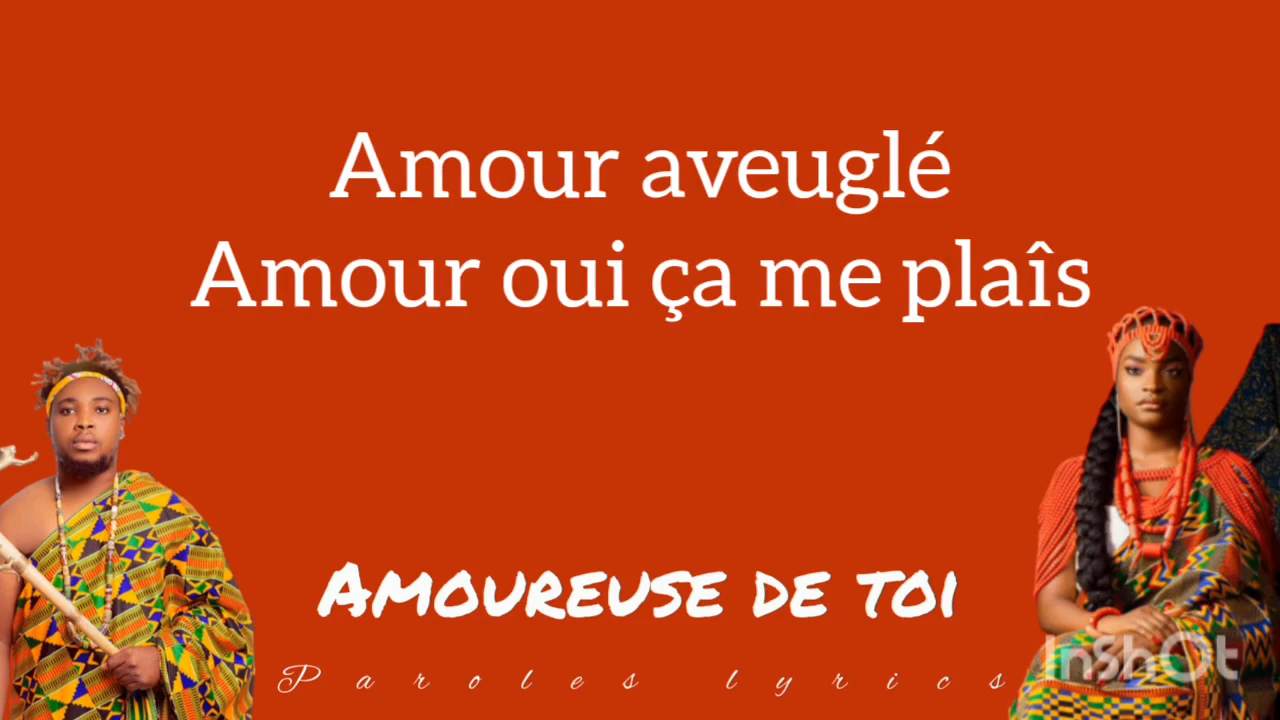 Amour aveuglé
Amour oui ça me plaîs
AMOUREUSE DE TOI
Paroles lyrics
InShOt